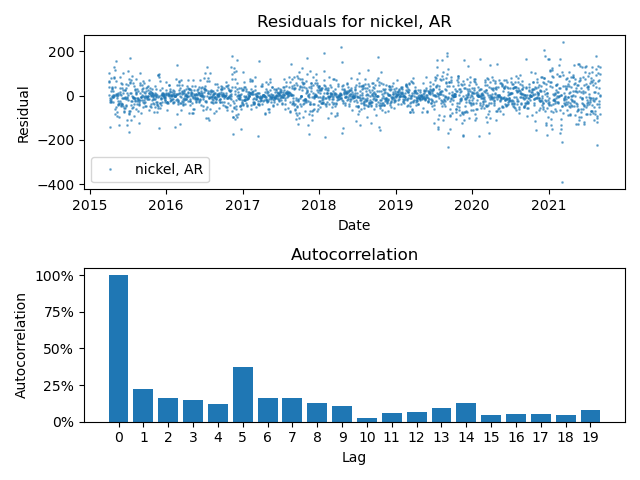 Residuals for nickel, AR
Residual
200
0
−200
−400
nickel, AR
2015 2016 2017 2018 2019 2020 2021
Date
Autocorrelation
Autocorrelation
100%
75%
50%
25%
0%
0 1 2 3 4 5 6 7 8 9 10 11 12 13 14 15 16 17 18 19
Lag